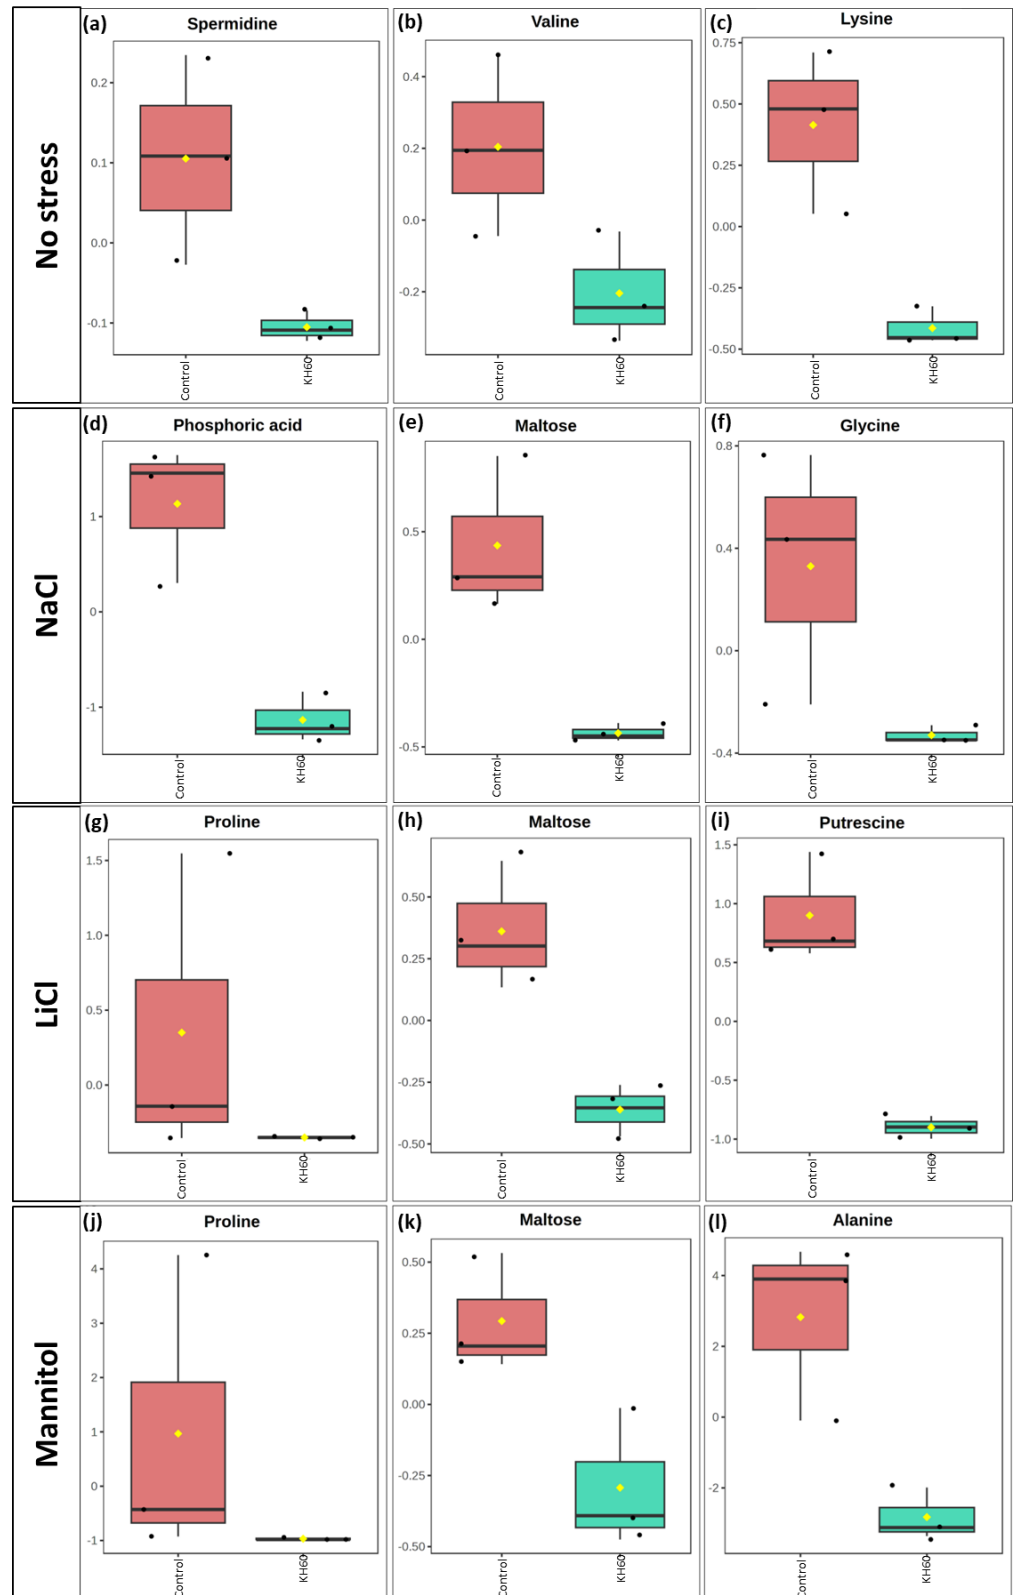 No stress
(a)
Spermidine
0.2
0.1
0.0
-0.1
Control
KH60
(b)
Valine
0.4
0.2
0.0
-0.2
Control
KH60
(c)
Lysine
0.75
0.50
0.25
0.00
-0.25
-0.50
Control
KH60
NaCl
(d)
Phosphoric acid
1
0
-1
Control
KH60
(e)
Maltose
0.5
0.0
-0.5
Control
KH60
(f)
Glycine
0.8
0.4
0.0
-0.4
Control
KH60
LiCl
(g)
Proline
1.5
1.0
0.5
0.0
Control
KH60
(h)
Maltose
0.50
0.25
0.00
-0.25
-0.50
Control
KH60
(i)
Putrescine
1.5
1.0
0.5
0.0
-0.5
-1.0
Control
KH60
Mannitol
(j)
Proline
4
3
2
1
0
-1
Control
KH60
(k)
Maltose
0.50
0.25
0.00
-0.25
-0.50
Control
KH60
(l)
Alanine
4
2
0
-2
Control
KH60